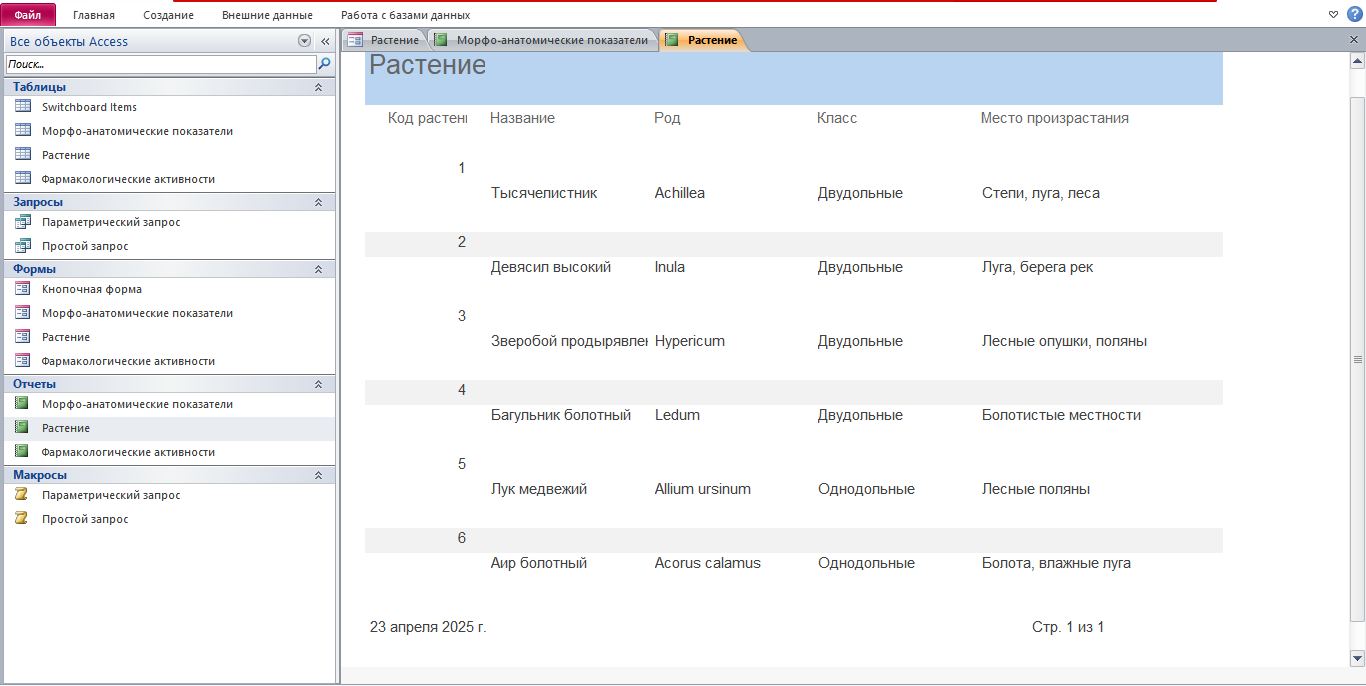 Файл Главная Создание Внешние данные Работа с базами данных
Все объекты Access
Поиск...
Таблицы
Switchboard Items
Морфо-анатомические показатели
Растение
Фармакологические активности
Запросы
Параметрический запрос
Простой запрос
Формы
Кнопочная форма
Морфо-анатомические показатели
Растение
Фармакологические активности
Отчеты
Морфо-анатомические показатели
Растение
Фармакологические активности
Макросы
Параметрический запрос
Простой запрос
Растение Морфо-анатомические показатели Растение
Растение
Код растени Название Род Класс Место произрастания
1
Тысячелистник Achillea Двудольные Степи, луга, леса
2
Девясил высокий Inula Двудольные Луга, берега рек
3
Зверобой продырявлен Hypericum Двудольные Лесные опушки, поляны
4
Багульник болотный Ledum Двудольные Болотистые местности
5
Лук медвежий Allium ursinum Однодольные Лесные поляны
6
Аир болотный Acorus calamus Однодольные Болота, влажные луга
23 апреля 2025 г. Стр. 1 из 1